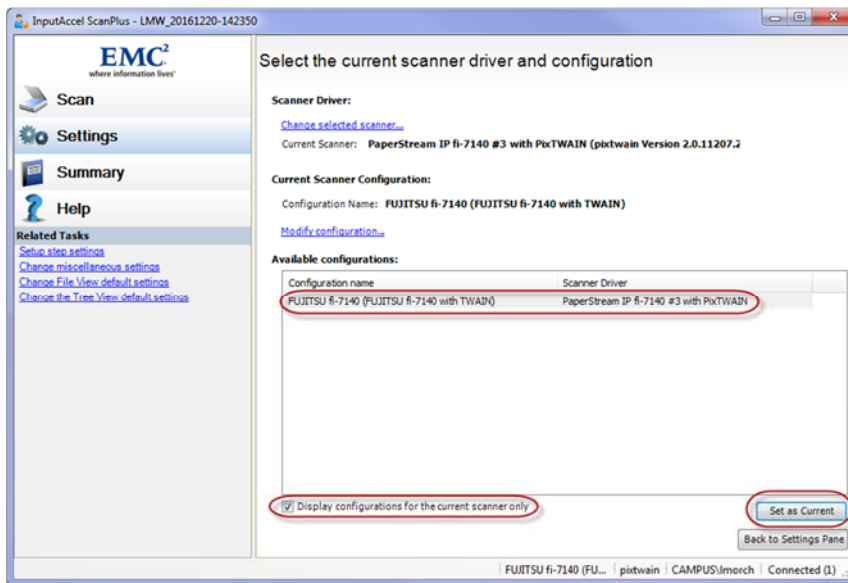 InputAccel ScanPlus - LMW_20161220-142350
EMC²
where information lives®
Scan
Settings
Summary
Help
Related Tasks
Setup step settings
Change miscellaneous settings
Change File View default settings
Change the Tree View default settings
Select the current scanner driver and configuration
Scanner Driver:
Change selected scanner...
Current Scanner: PaperStream IP fi-7140 #3 with PixTWAIN (pixtwain Version 2.0.11207.2
Current Scanner Configuration:
Configuration Name: FUJITSU fi-7140 (FUJITSU fi-7140 with TWAIN)
Modify configuration...
Available configurations:
Configuration name Scanner Driver
FUJITSU fi-7140 (FUJITSU fi-7140 with TWAIN) PaperStream IP fi-7140 #3 with PixTWAIN
Display configurations for the current scanner only
Set as Current
Back to Settings Pane
FUJITSU fi-7140 (FU... pixtwain CAMPUS\lmorch Connected (1)